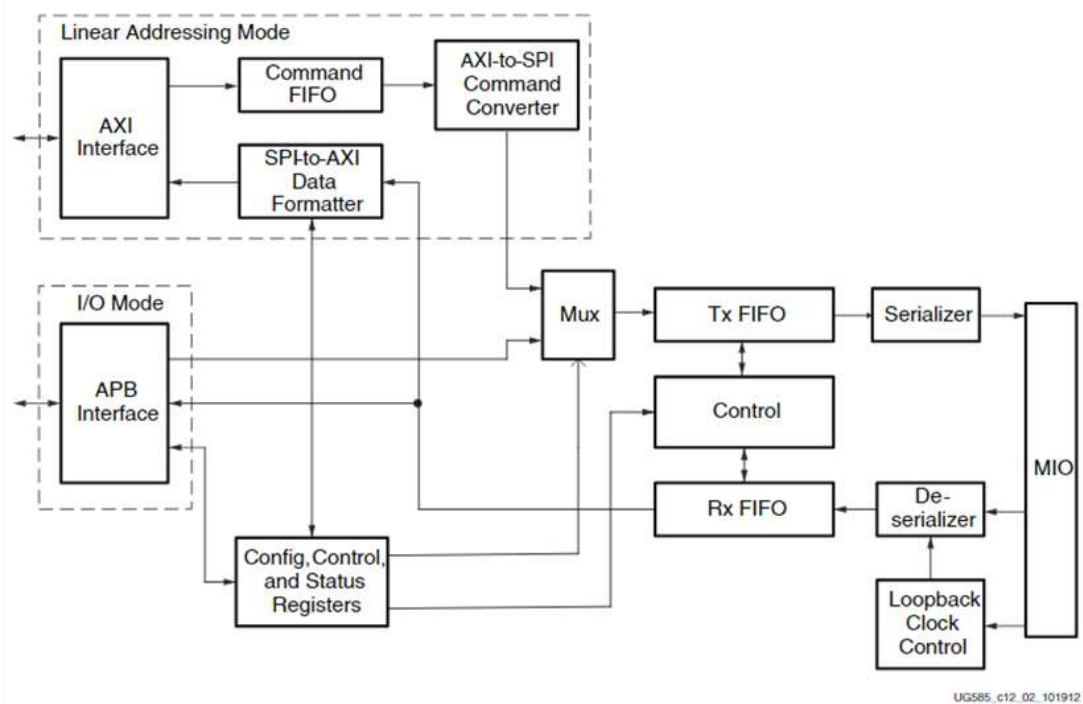 Linear Addressing Mode
AXI
Interface
Command
FIFO
AXI-to-SPI
Command
Converter
SPI-to-AXI
Data
Formatter
I/O Mode
APB
Interface
Mux
Tx FIFO
Serializer
Control
MIO
Rx FIFO
De-
serializer
Config, Control,
and Status
Registers
Loopback
Clock
Control
UG585_c12_02_101912